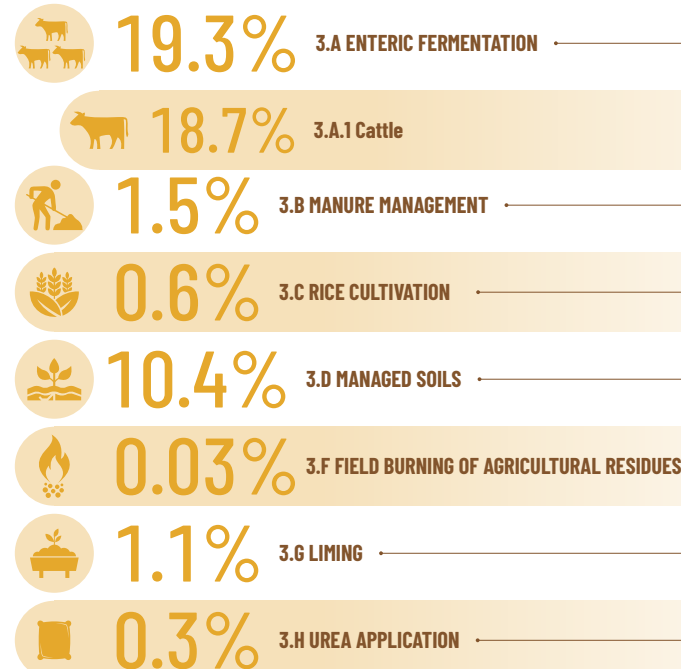 19.3% 3.A ENTERIC FERMENTATION
18.7% 3.A.1 Cattle
1.5% 3.B MANURE MANAGEMENT
0.6% 3.C RICE CULTIVATION
10.4% 3.D MANAGED SOILS
0.03% 3.F FIELD BURNING OF AGRICULTURAL RESIDUES
1.1% 3.G LIMING
0.3% 3.H UREA APPLICATION